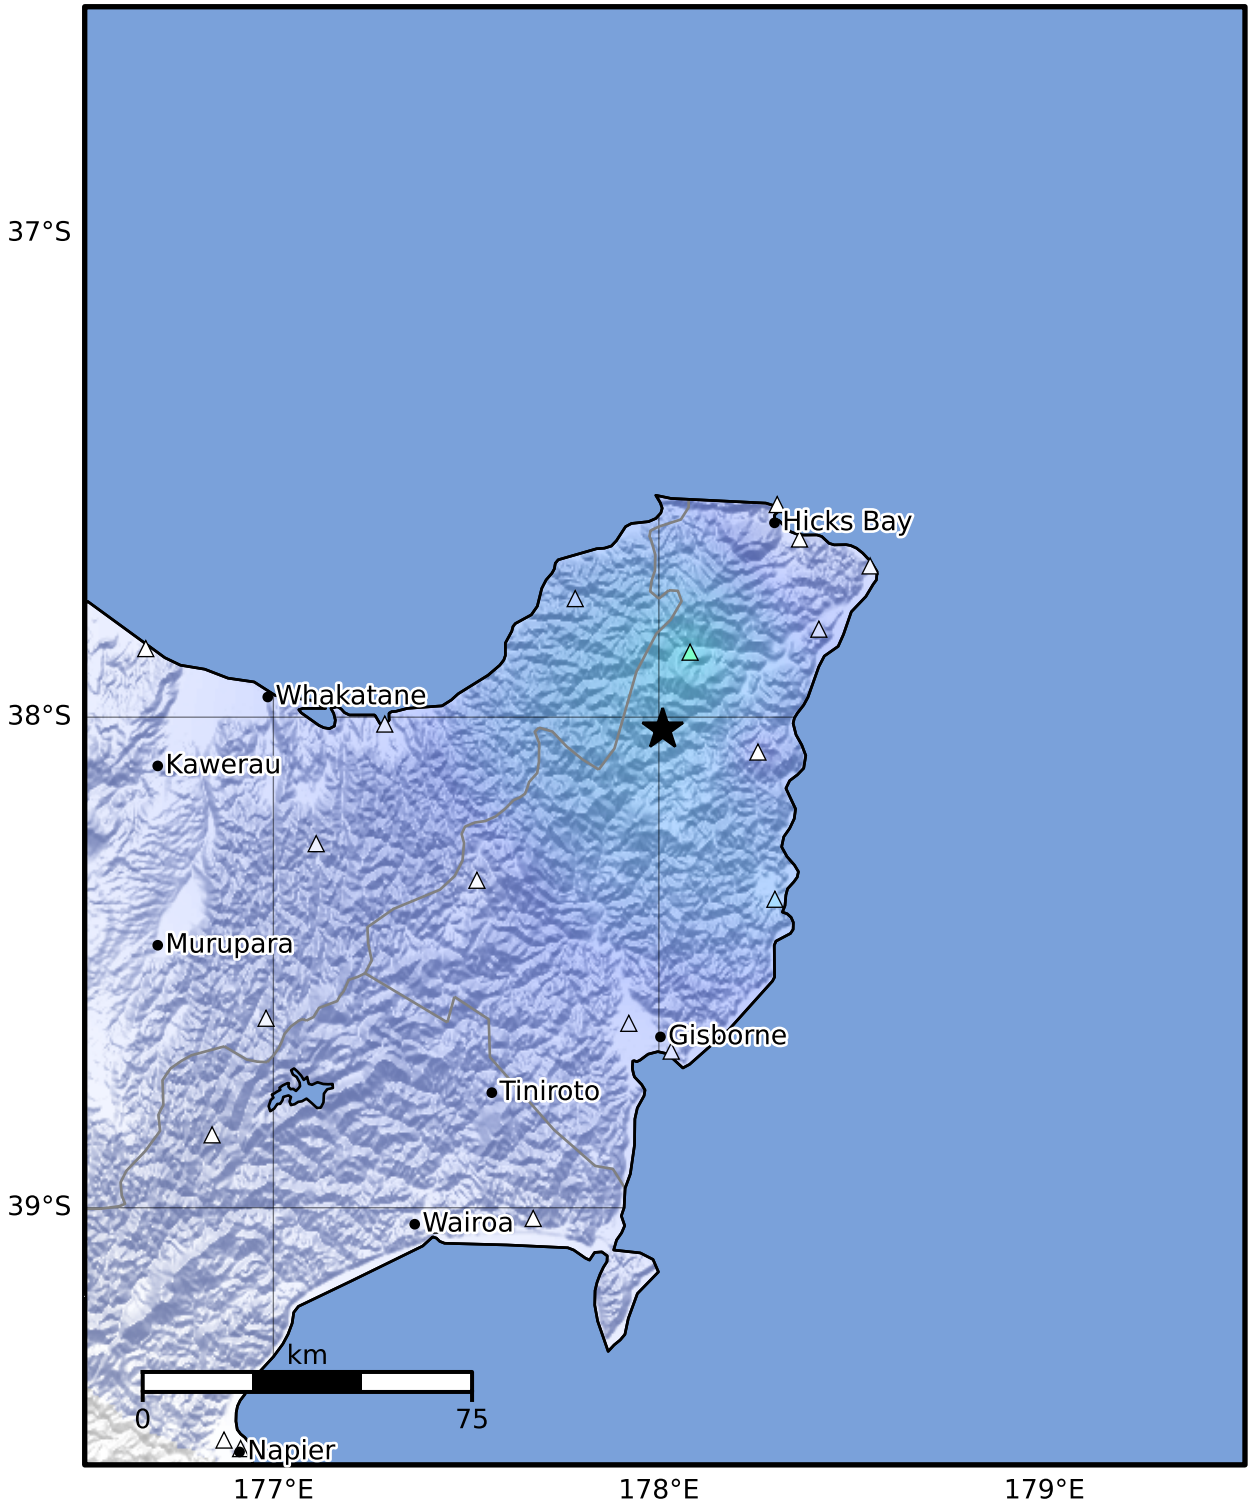 37°S
Hicks Bay
Whakatane
38°S
Kawerau
Murupara
Gisborne
Tiniroto
39°S
Wairoa
km
0
75
Napier
177°E
178°E
179°E